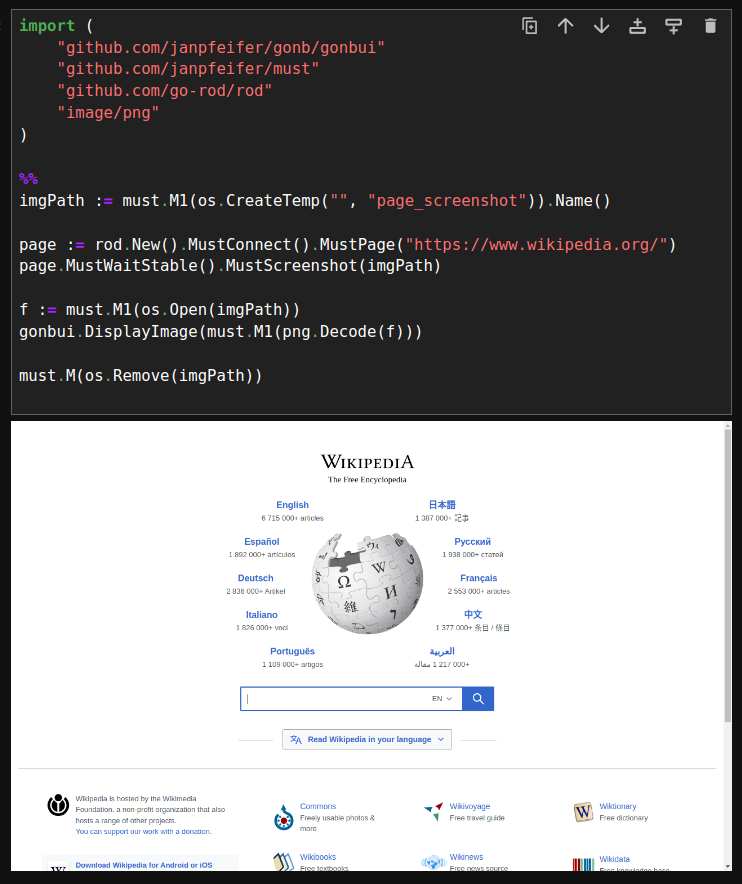 import (
"github.com/janpfeifer/gonb/gonbui"
"github.com/janpfeifer/must"
"github.com/go-rod/rod"
"image/png"
)
%%
imgPath := must.M1(os.CreateTemp("", "page_screenshot")).Name()
page := rod.New().MustConnect().MustPage("https://www.wikipedia.org/")
page.MustWaitStable().MustScreenshot(imgPath)
f := must.M1(os.Open(imgPath))
gonbui.DisplayImage(must.M1(png.Decode(f)))
must.M(os.Remove(imgPath))
WIKIPEDIA
The Free Encyclopedia
English
6 715 000+ articles
日本語
1 387 000+ 記事
Español
1 892 000+ artículos
Русский
1 938 000+ статей
Deutsch
2 836 000+ Artikel
Français
2 553 000+ articles
Italiano
1 826 000+ voci
中文
1 377 000+ 条目 / 條目
Português
1 109 000+ artigos
العربية
1 217 000+ مقالة
Ω
W
И
維
EN
Read Wikipedia in your language
Wikipedia is hosted by the Wikimedia
Foundation, a non-profit organization that also
hosts a range of other projects.
You can support our work with a donation.
Download Wikipedia for Android or iOS
W
Commons
Freely usable photos &
more
Wikivoyage
Free travel guide
W
Wiktionary
Free dictionary
Wikibooks
Free textbooks
Wikinews
Free news source
Wikidata
Free knowledge base